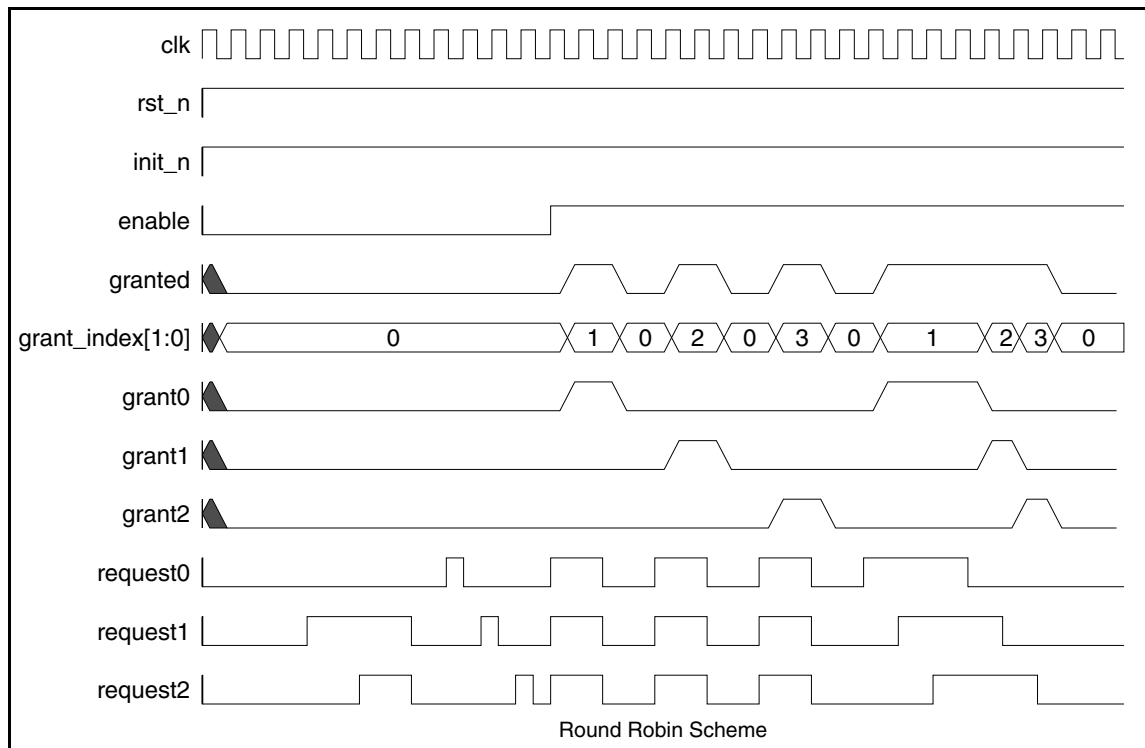 clk
rst_n
init_n
enable
granted
grant_index[1:0] 0 1 0 2 0 3 0 1 2 3 0
grant0
grant1
grant2
request0
request1
request2
Round Robin Scheme